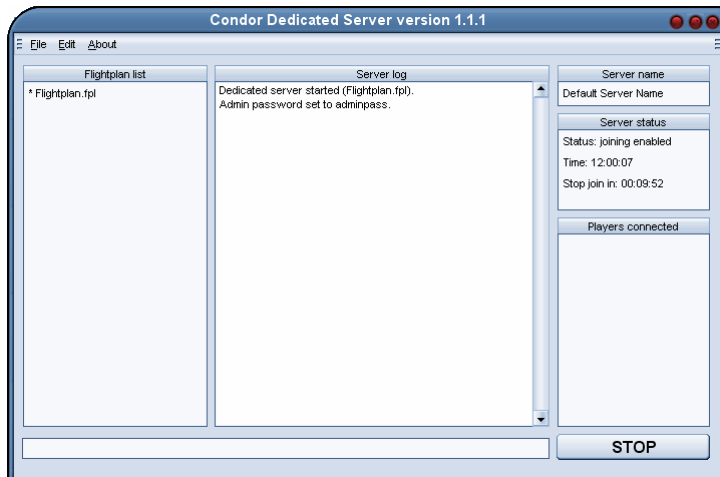 Condor Dedicated Server version 1.1.1
File Edit About
Flightplan list
* Flightplan.fpl
Server log
Dedicated server started (Flightplan.fpl).
Admin password set to adminpass.
Server name
Default Server Name
Server status
Status: joining enabled
Time: 12:00:07
Stop join in: 00:09:52
Players connected
STOP